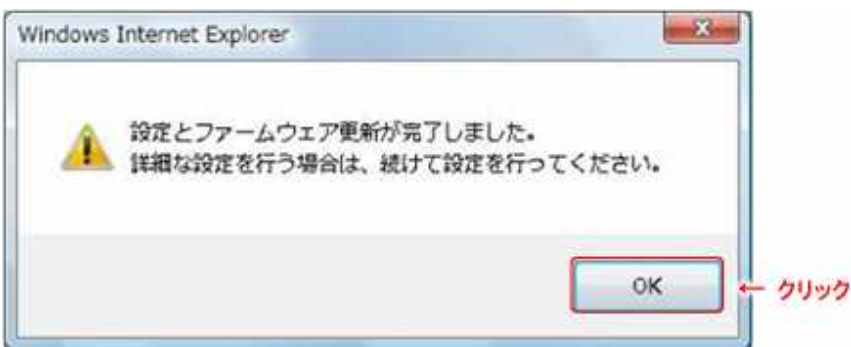 Windows Internet Explorer
設定とファームウェア更新が完了しました。
詳細な設定を行う場合は、続けて設定を行ってください。
OK
← クリック